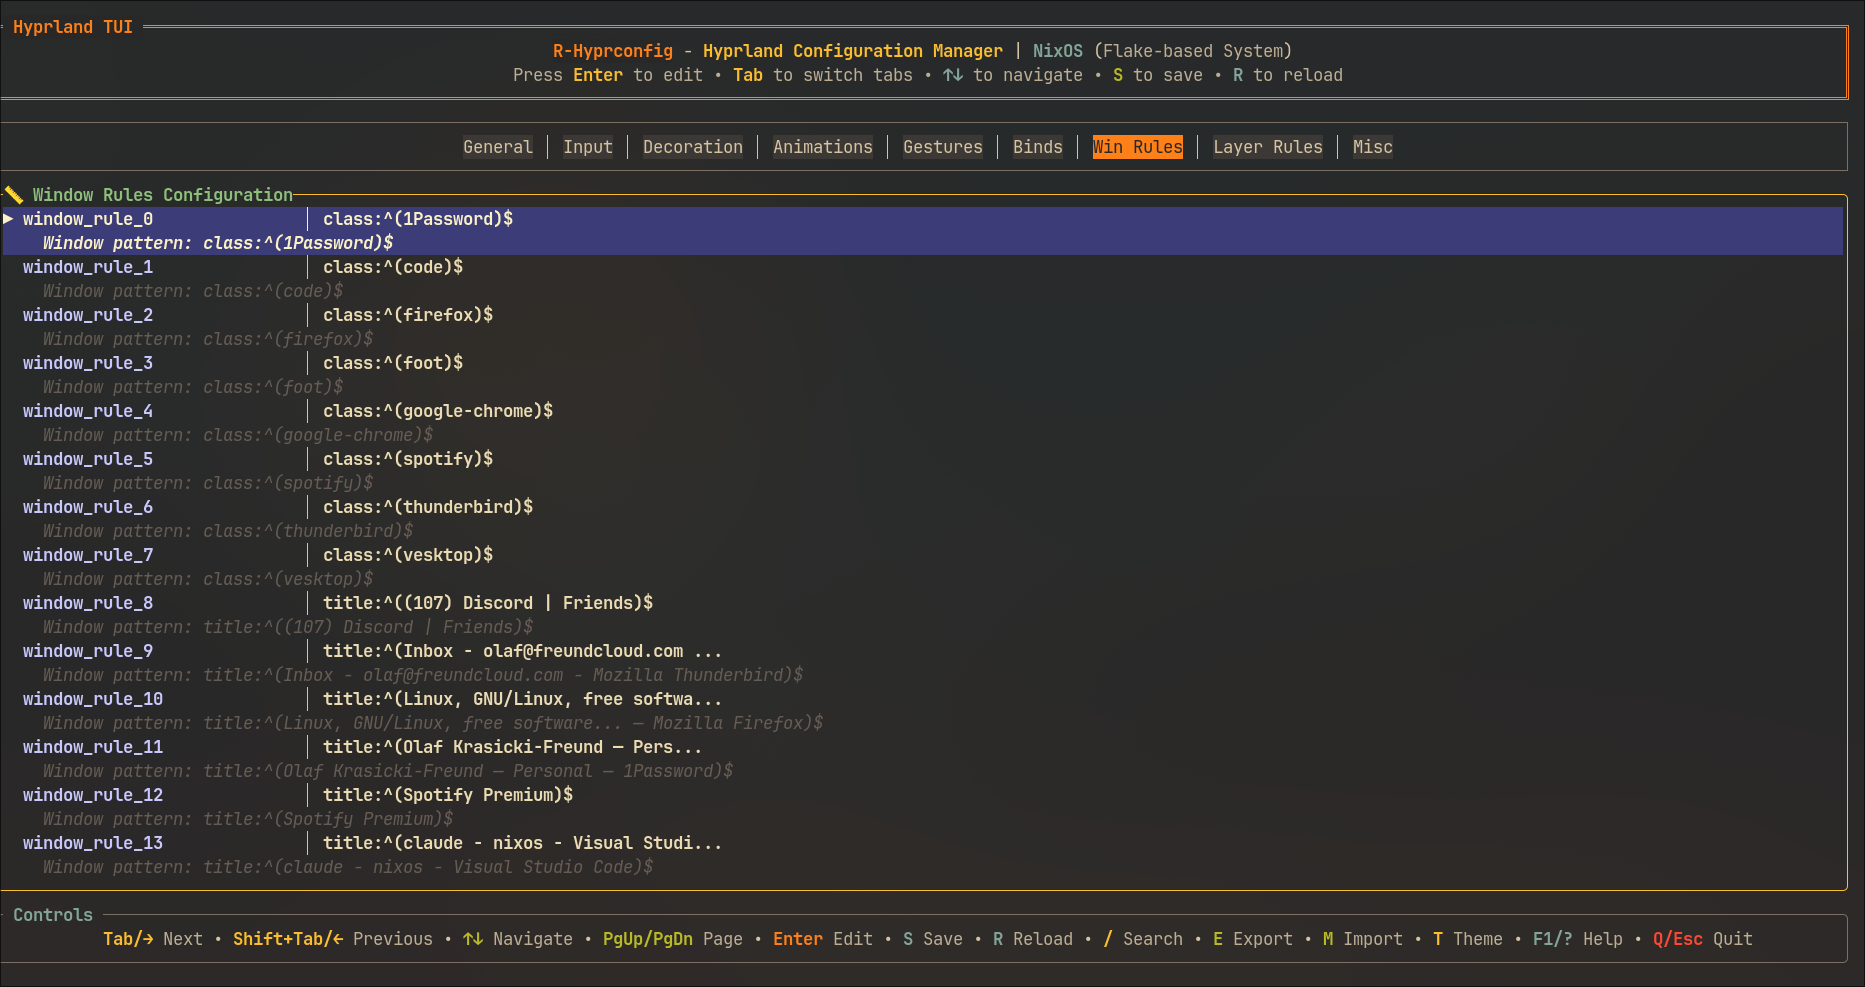 Hyprland TUI
R-Hyprconfig - Hyprland Configuration Manager | NixOS (Flake-based System)
Press Enter to edit • Tab to switch tabs • ↑↓ to navigate • S to save • R to reload
General │ Input │ Decoration │ Animations │ Gestures │ Binds │ Win Rules │ Layer Rules │ Misc
📏 Window Rules Configuration
▶ window_rule_0 │ class:^(1Password)$
Window pattern: class:^(1Password)$
window_rule_1 │ class:^(code)$
Window pattern: class:^(code)$
window_rule_2 │ class:^(firefox)$
Window pattern: class:^(firefox)$
window_rule_3 │ class:^(foot)$
Window pattern: class:^(foot)$
window_rule_4 │ class:^(google-chrome)$
Window pattern: class:^(google-chrome)$
window_rule_5 │ class:^(spotify)$
Window pattern: class:^(spotify)$
window_rule_6 │ class:^(thunderbird)$
Window pattern: class:^(thunderbird)$
window_rule_7 │ class:^(vesktop)$
Window pattern: class:^(vesktop)$
window_rule_8 │ title:^((107) Discord | Friends)$
Window pattern: title:^((107) Discord | Friends)$
window_rule_9 │ title:^(Inbox - olaf@freundcloud.com ...
Window pattern: title:^(Inbox - olaf@freundcloud.com - Mozilla Thunderbird)$
window_rule_10 │ title:^(Linux, GNU/Linux, free softwa...
Window pattern: title:^(Linux, GNU/Linux, free software... — Mozilla Firefox)$
window_rule_11 │ title:^(Olaf Krasicki-Freund — Pers...
Window pattern: title:^(Olaf Krasicki-Freund — Personal — 1Password)$
window_rule_12 │ title:^(Spotify Premium)$
Window pattern: title:^(Spotify Premium)$
window_rule_13 │ title:^(claude - nixos - Visual Studi...
Window pattern: title:^(claude - nixos - Visual Studio Code)$
Controls
Tab/→ Next • Shift+Tab/← Previous • ↑↓ Navigate • PgUp/PgDn Page • Enter Edit • S Save • R Reload • / Search • E Export • M Import • T Theme • F1/? Help • Q/Esc Quit